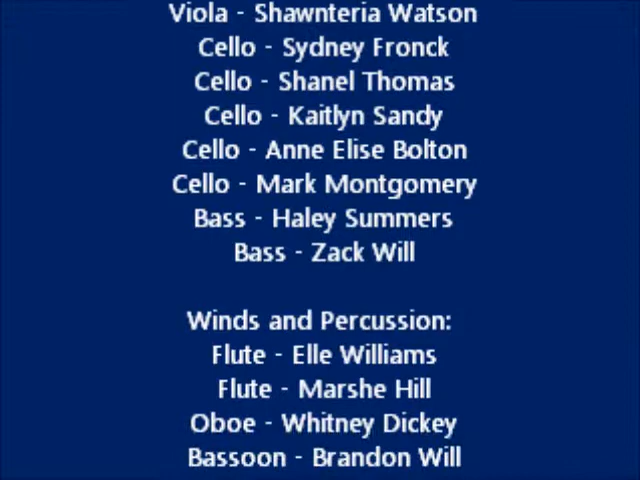 Viola - Shawnteria Watson
Cello - Sydney Fronck
Cello - Shanel Thomas
Cello - Kaitlyn Sandy
Cello - Anne Elise Bolton
Cello - Mark Montgomery
Bass - Haley Summers
Bass - Zack Will
Winds and Percussion:
Flute - Elle Williams
Flute - Marshe Hill
Oboe - Whitney Dickey
Bassoon - Brandon Will